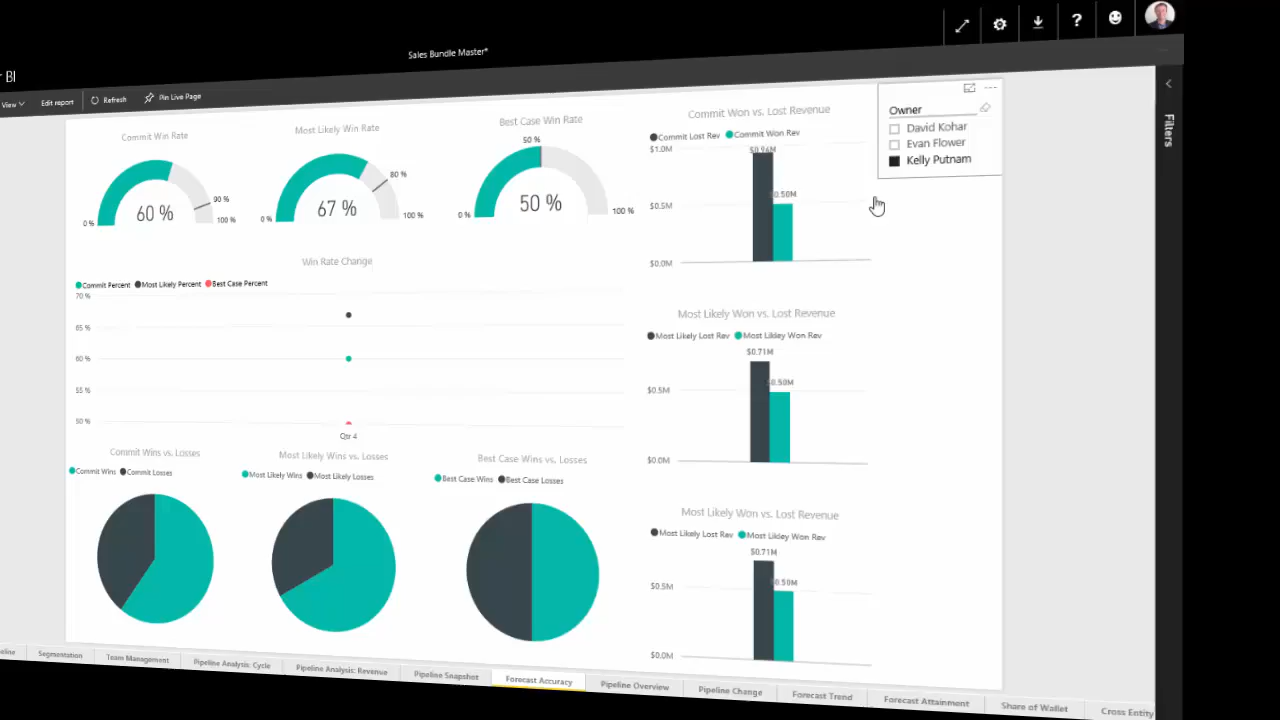 Sales Bundle Master*
BI
View
Edit report
Refresh
Pin Live Page
?
Filters
Commit Win Rate
60 %
0 %
90 %
100 %
Most Likely Win Rate
67 %
0 %
80 %
100 %
Best Case Win Rate
50 %
50 %
0 %
100 %
Commit Won vs. Lost Revenue
Commit Lost Rev Commit Won Rev
$1.0M
$0.96M
$0.5M
$0.50M
$0.0M
Owner
David Kohar
Evan Flower
Kelly Putnam
Win Rate Change
Commit Percent Most Likely Percent Best Case Percent
70 %
65 %
60 %
55 %
50 %
Qtr 4
Most Likely Won vs. Lost Revenue
Most Likely Lost Rev Most Likley Won Rev
$0.71M
$0.50M
$0.5M
$0.0M
Commit Wins vs. Losses
Commit Wins Commit Losses
Most Likely Wins vs. Losses
Most Likely Wins Most Likely Losses
Best Case Wins vs. Losses
Best Case Wins Best Case Losses
Most Likely Won vs. Lost Revenue
Most Likely Lost Rev Most Likley Won Rev
$0.71M
$0.50M
$0.5M
$0.0M
Segmentation
Team Management
Pipeline Analysis: Cycle
Pipeline Analysis: Revenue
Pipeline Snapshot
Forecast Accuracy
Pipeline Overview
Pipeline Change
Forecast Trend
Forecast Attainment
Share of Wallet
Cross Entity